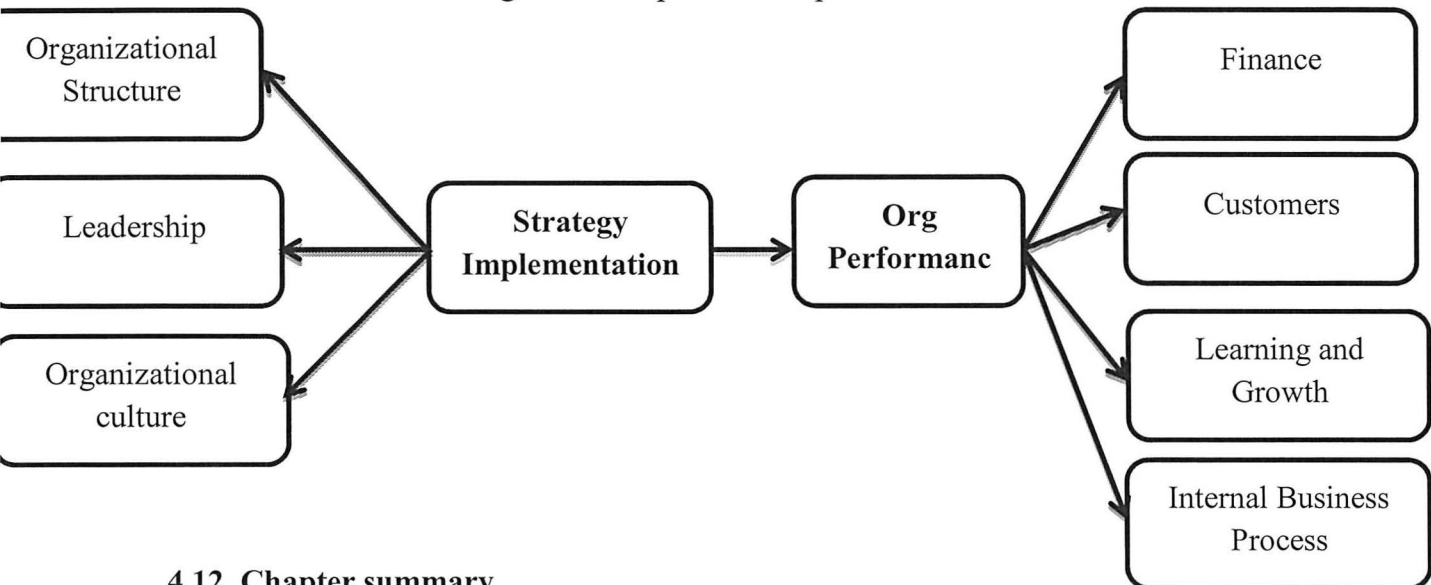 Organizational
Structure
Leadership
Organizational
culture
Strategy
Implementation
Org
Performanc
Finance
Customers
Learning and
Growth
Internal Business
Process
4.12 Chapter summary